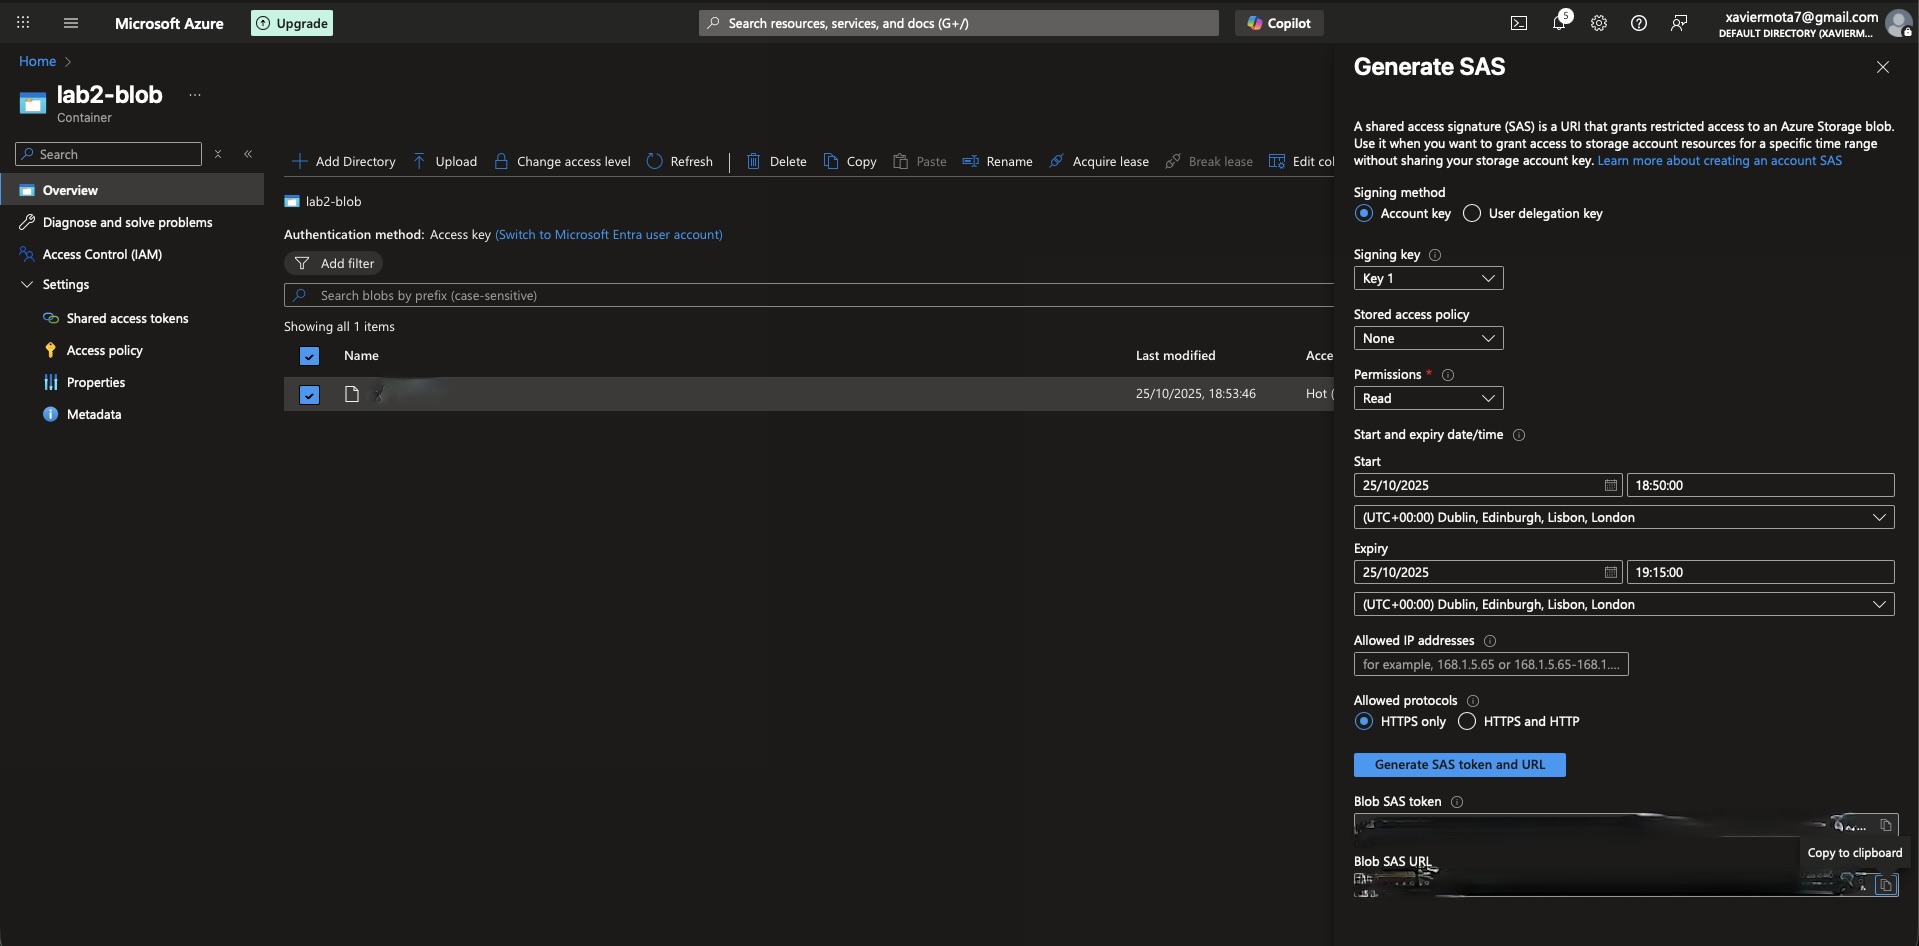 Microsoft Azure
Upgrade
Search resources, services, and docs (G+/)
Copilot
5
xaviermota7@gmail.com
DEFAULT DIRECTORY (XAVIERM...
Home >
lab2-blob ...
Container
Search
Overview
Diagnose and solve problems
Access Control (IAM)
Settings
Shared access tokens
Access policy
Properties
Metadata
Add Directory Upload Change access level Refresh Delete Copy Paste Rename Acquire lease Break lease Edit col
lab2-blob
Authentication method: Access key (Switch to Microsoft Entra user account)
Add filter
Search blobs by prefix (case-sensitive)
Showing all 1 items
Name Last modified Acce
25/10/2025, 18:53:46 Hot (
Generate SAS
A shared access signature (SAS) is a URI that grants restricted access to an Azure Storage blob.
Use it when you want to grant access to storage account resources for a specific time range
without sharing your storage account key. Learn more about creating an account SAS
Signing method
Account key User delegation key
Signing key
Key 1
Stored access policy
None
Permissions *
Read
Start and expiry date/time
Start
25/10/2025 18:50:00
(UTC+00:00) Dublin, Edinburgh, Lisbon, London
Expiry
25/10/2025 19:15:00
(UTC+00:00) Dublin, Edinburgh, Lisbon, London
Allowed IP addresses
for example, 168.1.5.65 or 168.1.5.65-168.1....
Allowed protocols
HTTPS only HTTPS and HTTP
Generate SAS token and URL
Blob SAS token
Copy to clipboard
Blob SAS URL